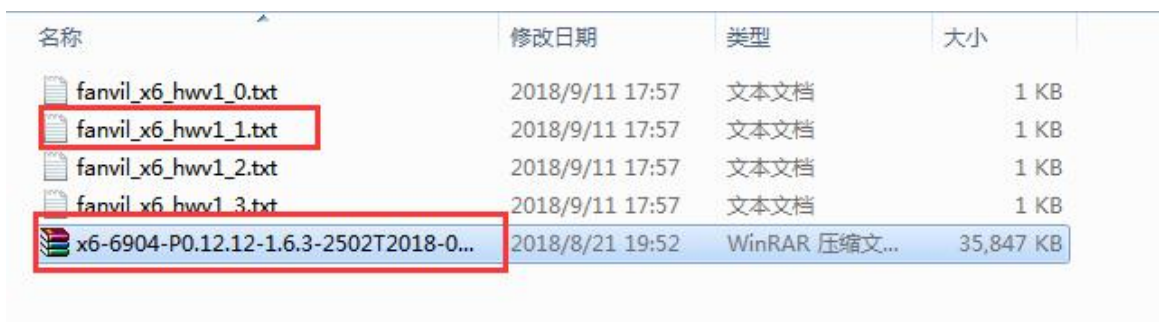 名称 修改日期 类型 大小
fanvil_x6_hwv1_0.txt 2018/9/11 17:57 文本文档 1 KB
fanvil_x6_hwv1_1.txt 2018/9/11 17:57 文本文档 1 KB
fanvil_x6_hwv1_2.txt 2018/9/11 17:57 文本文档 1 KB
fanvil_x6_hwv1_3.txt 2018/9/11 17:57 文本文档 1 KB
x6-6904-P0.12.12-1.6.3-2502T2018-0... 2018/8/21 19:52 WinRAR 压缩文... 35,847 KB